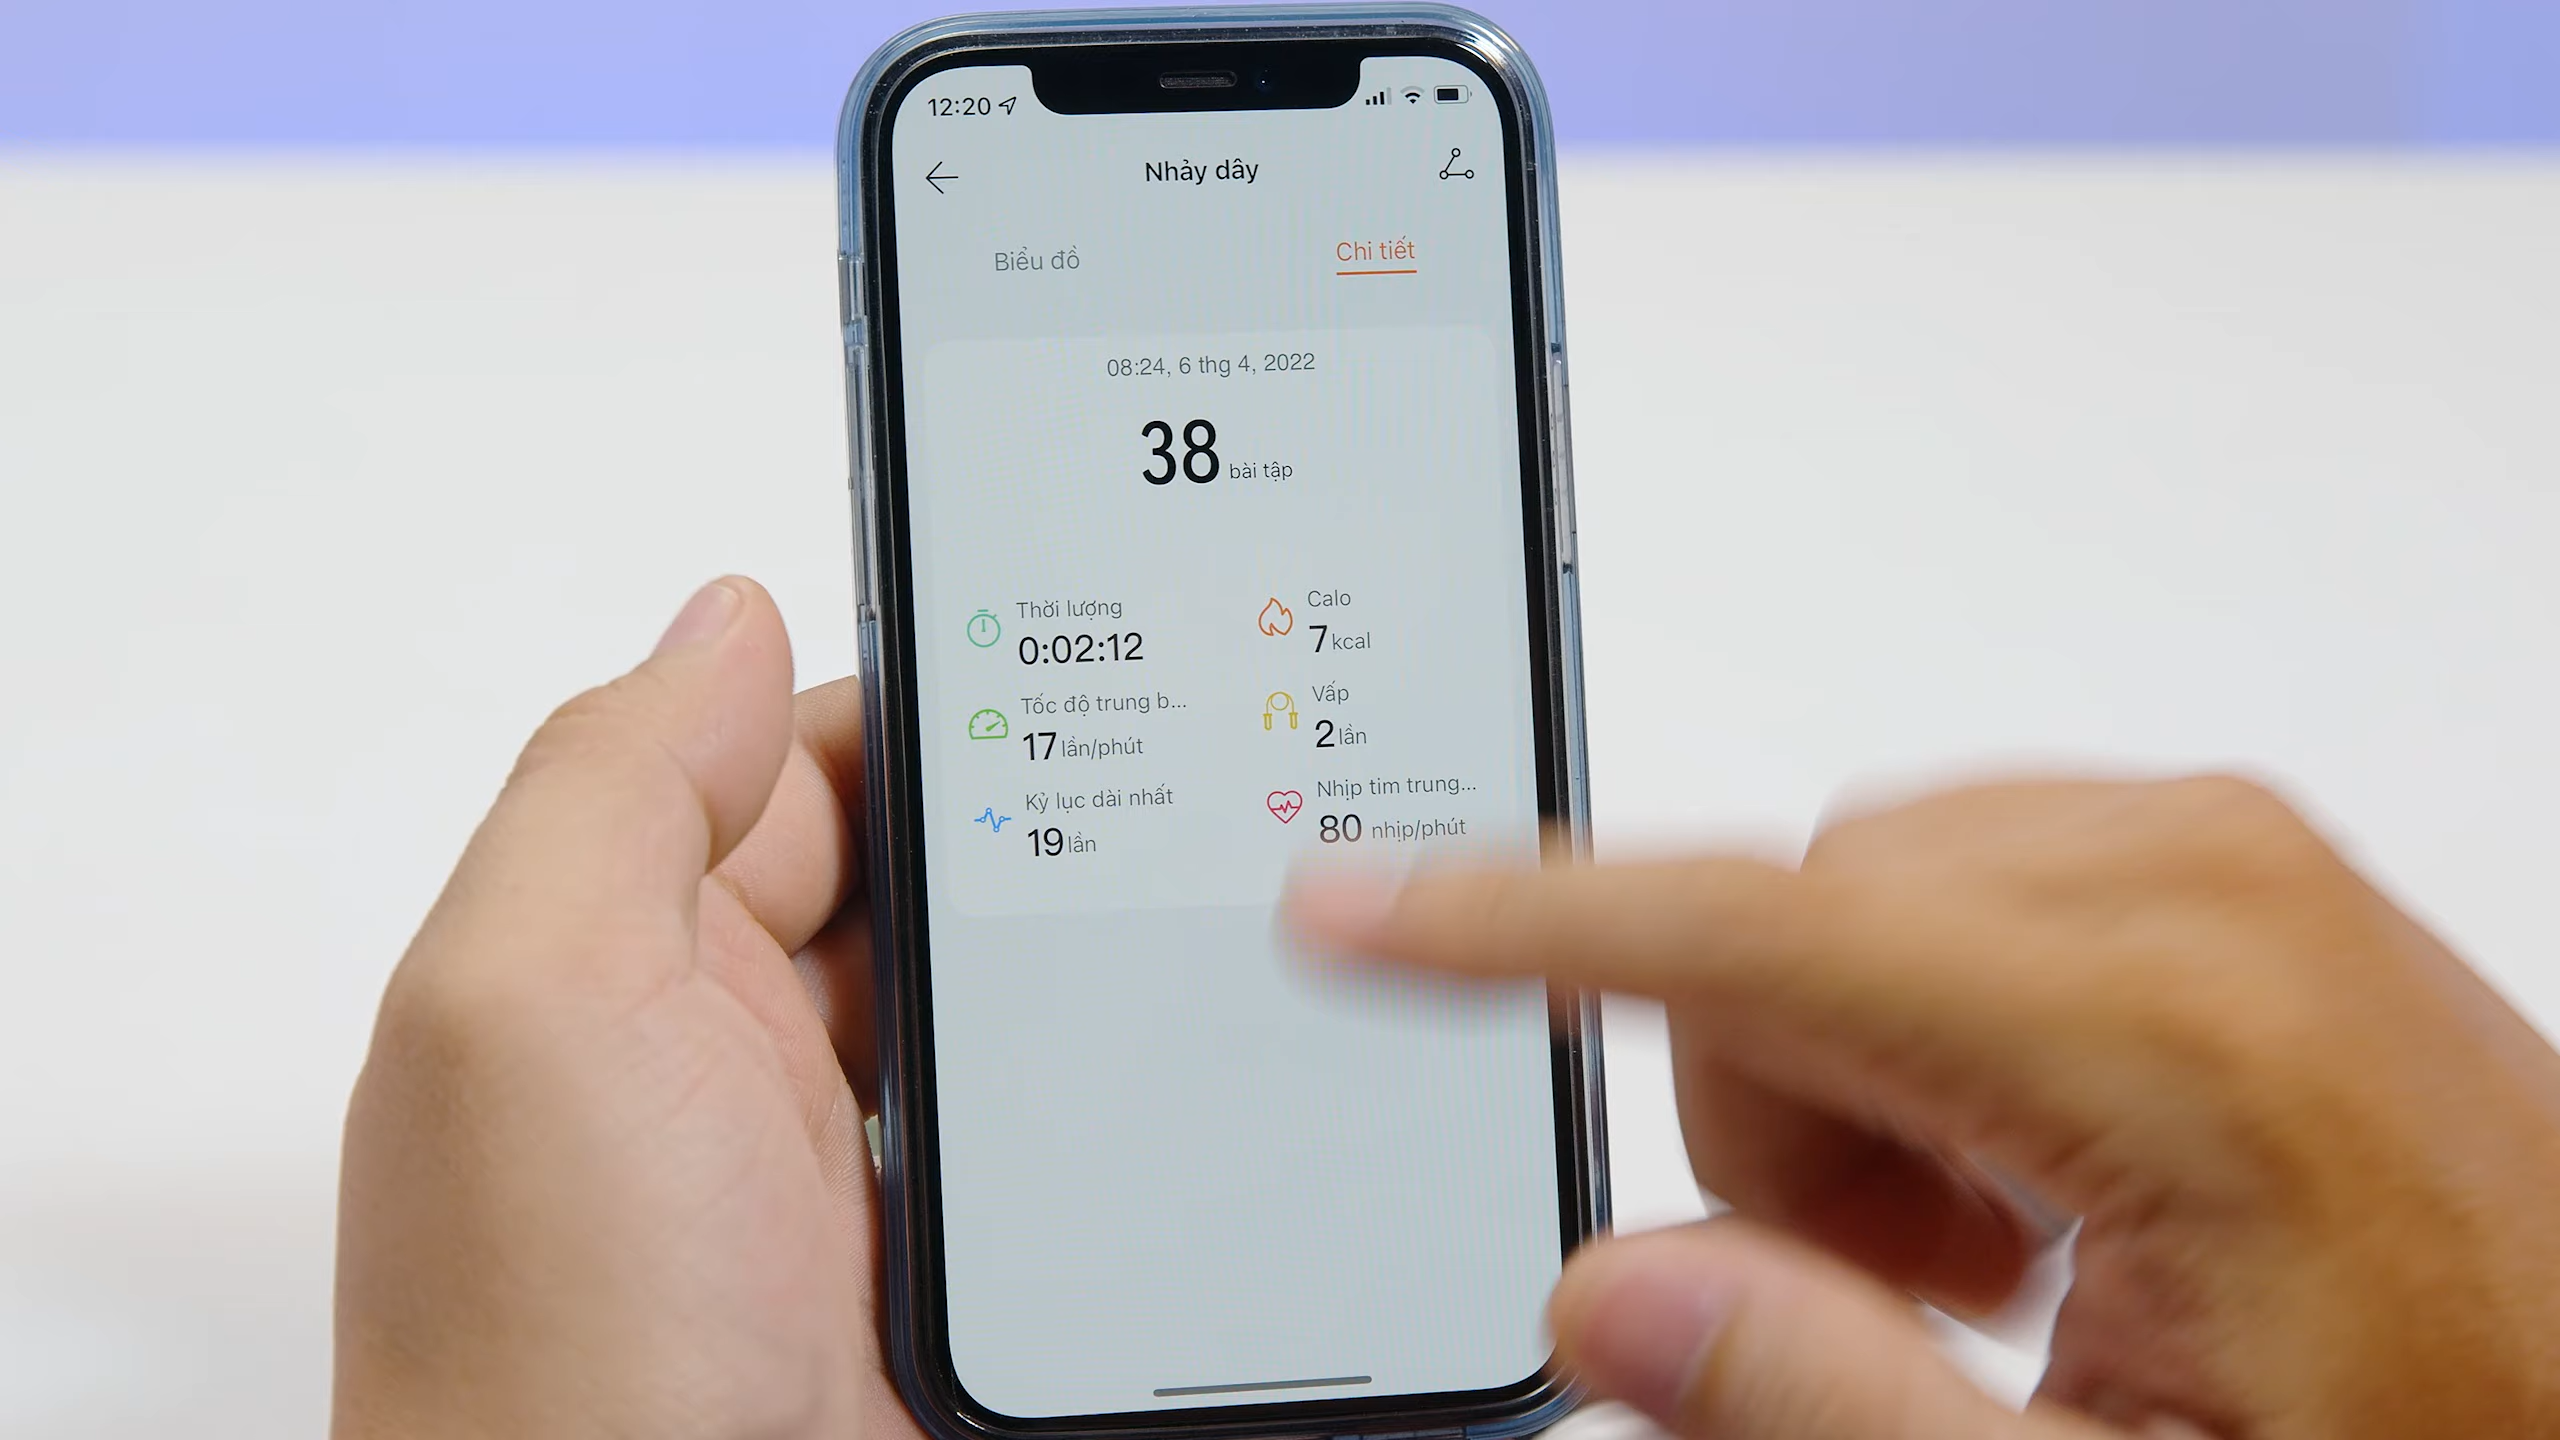 12:20
Nhảy dây
Biểu đồ
Chi tiết
08:24, 6 thg 4, 2022
38 bài tập
Thời lượng
0:02:12
Calo
7 kcal
Tốc độ trung b...
17 lần/phút
Vấp
2 lần
Kỷ lục dài nhất
19 lần
Nhịp tim trung...
80 nhịp/phút